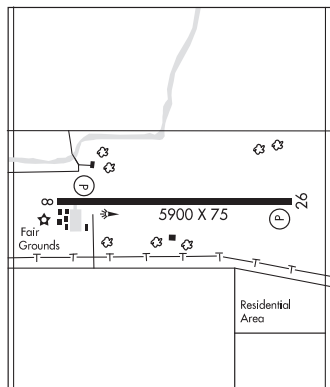 P
8
5900 X 75
P
26
Fair
Grounds
T T T T T T T T
Residential
Area